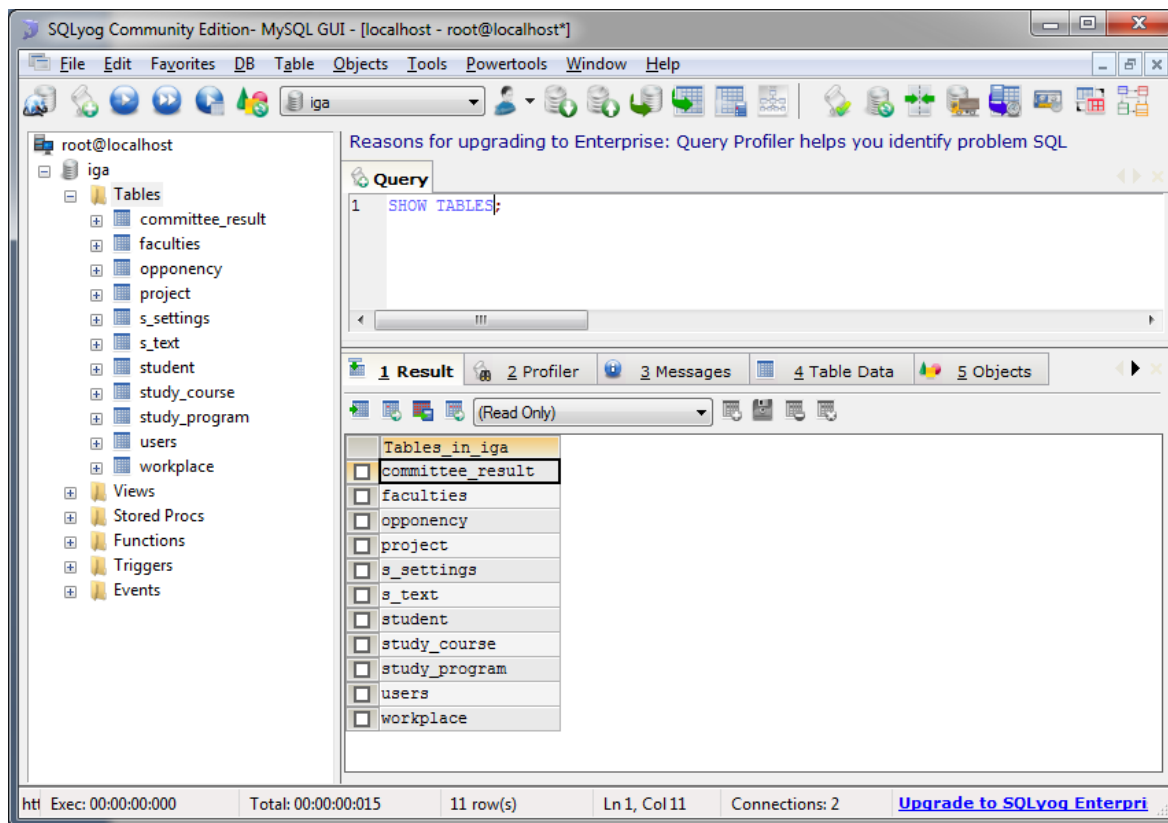 SQLyog Community Edition- MySQL GUI - [localhost - root@localhost*]
File Edit Favorites DB Table Objects Tools Powertools Window Help
iga
root@localhost
iga
Tables
committee_result
faculties
opponency
project
s_settings
s_text
student
study_course
study_program
users
workplace
Views
Stored Procs
Functions
Triggers
Events
Reasons for upgrading to Enterprise: Query Profiler helps you identify problem SQL
Query
1 SHOW TABLES;
1 Result 2 Profiler 3 Messages 4 Table Data 5 Objects
(Read Only)
Tables_in_iga
committee_result
faculties
opponency
project
s_settings
s_text
student
study_course
study_program
users
workplace
Exec: 00:00:00:000 Total: 00:00:00:015 11 row(s) Ln 1, Col 11 Connections: 2 Upgrade to SQLyog Enterpri